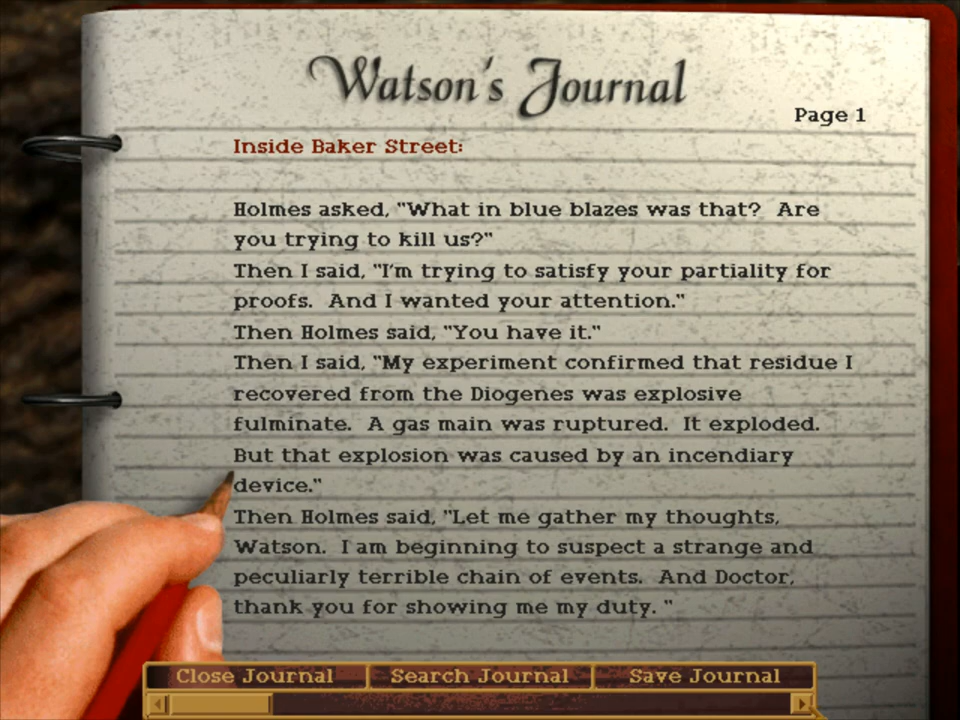 Watson's Journal
Page 1
Inside Baker Street:
Holmes asked, "What in blue blazes was that?  Are
you trying to kill us?"
Then I said, "I'm trying to satisfy your partiality for
proofs.  And I wanted your attention."
Then Holmes said, "You have it."
Then I said, "My experiment confirmed that residue I
recovered from the Diogenes was explosive
fulminate.  A gas main was ruptured.  It exploded.
But that explosion was caused by an incendiary
device."
Then Holmes said, "Let me gather my thoughts,
Watson.  I am beginning to suspect a strange and
peculiarly terrible chain of events.  And Doctor,
thank you for showing me my duty. "
Close Journal
Search Journal
Save Journal